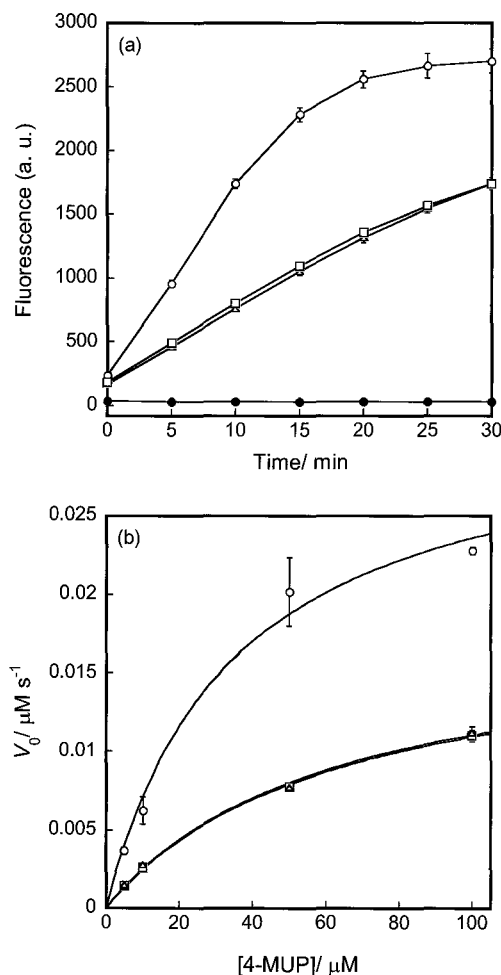 (a)
Fluorescence (a. u.)
3000
2500
2000
1500
1000
500
0
0 5 10 15 20 25 30
Time/ min
(b)
V₀/ μM s⁻¹
0.025
0.02
0.015
0.01
0.005
0
0 20 40 60 80 100
[4-MUP]/ μM